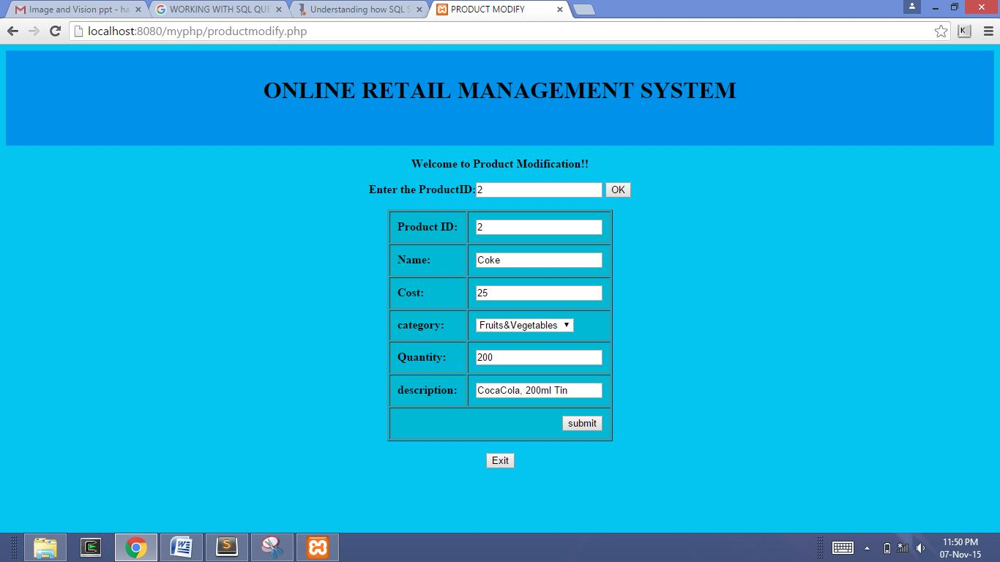 Image and Vision ppt - ha
WORKING WITH SQL QUE
Understanding how SQL S
PRODUCT MODIFY
localhost:8080/myphp/productmodify.php
ONLINE RETAIL MANAGEMENT SYSTEM
Welcome to Product Modification!!
Enter the ProductID: 2 OK
Product ID: 2
Name: Coke
Cost: 25
category: Fruits&Vegetables
Quantity: 200
description: CocaCola, 200ml Tin
submit
Exit
11:50 PM
07-Nov-15